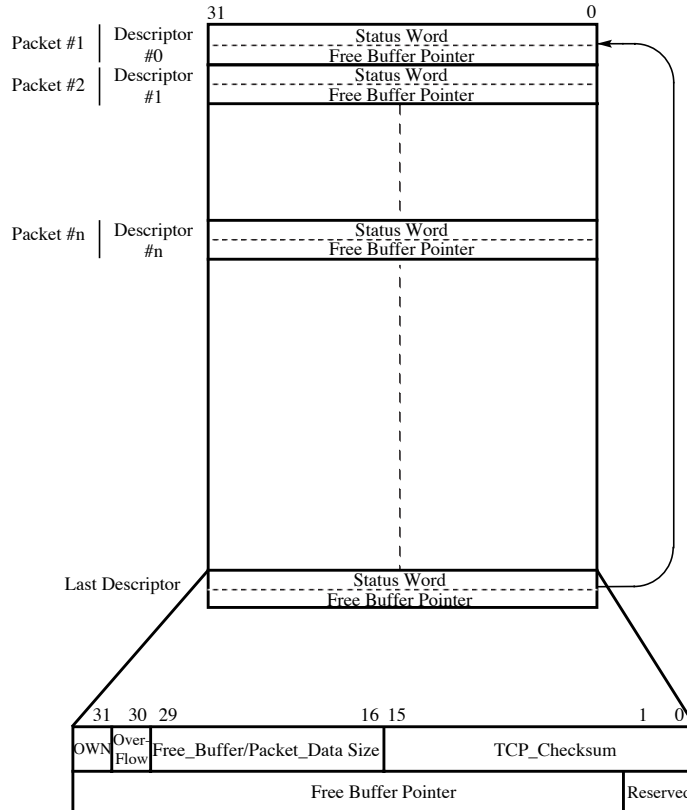 31 0
Packet #1 Descriptor Status Word
#0 Free Buffer Pointer
Packet #2 Descriptor Status Word
#1 Free Buffer Pointer
Packet #n Descriptor Status Word
#n Free Buffer Pointer
Last Descriptor Status Word
Free Buffer Pointer
31 30 29 16 15 1 0
OWN Over-
Flow Free_Buffer/Packet_Data Size TCP_Checksum
Free Buffer Pointer Reserved